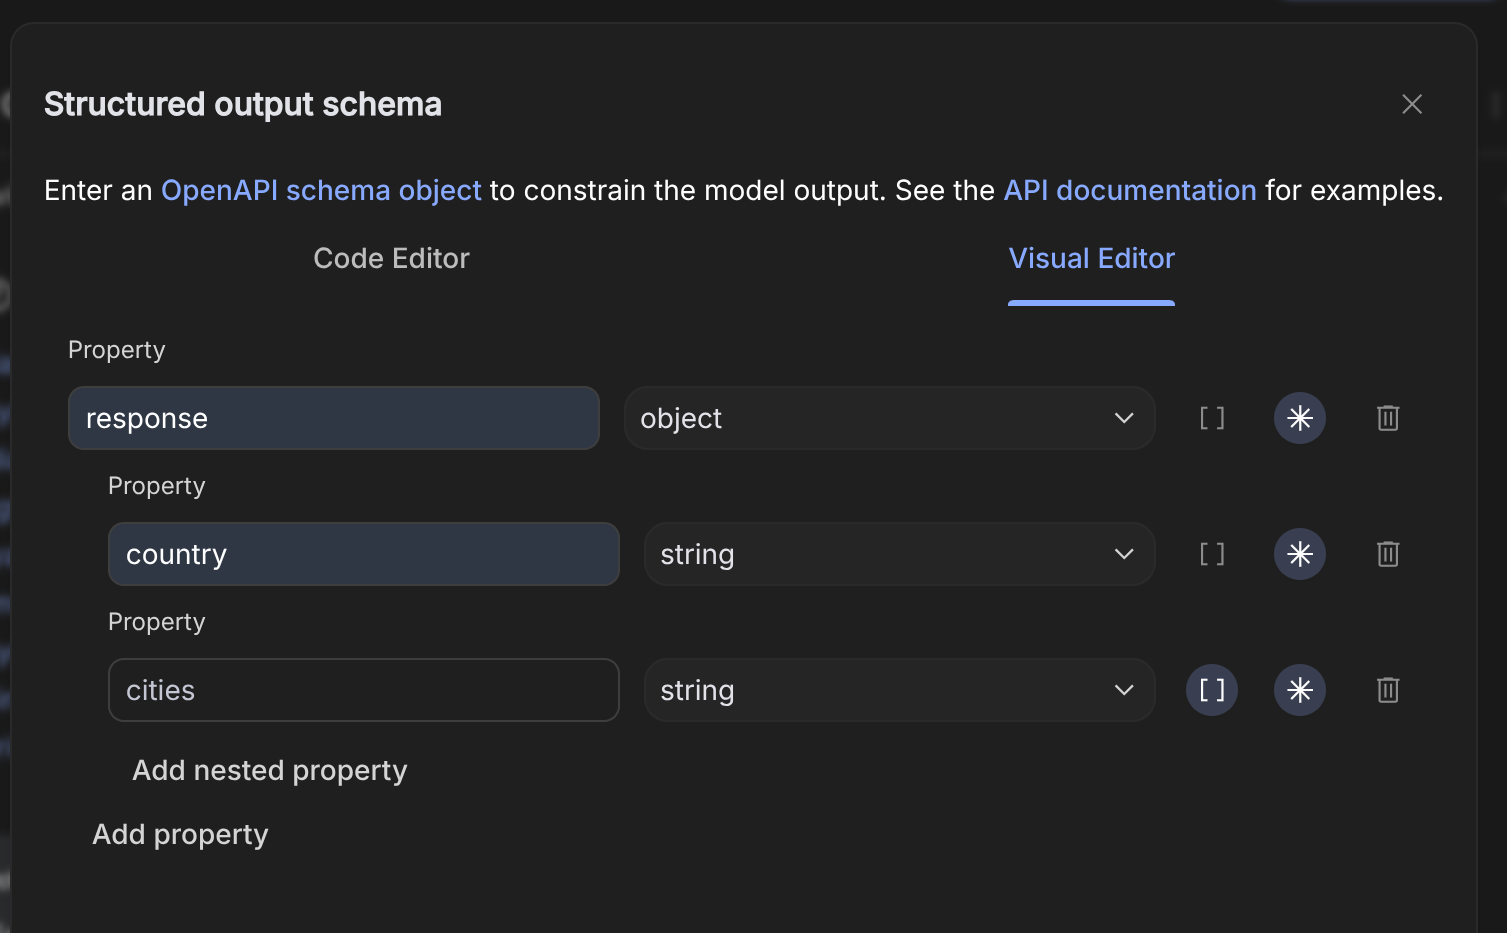 Structured output schema
Enter an OpenAPI schema object to constrain the model output. See the API documentation for examples.
Code Editor
Visual Editor
Property
response
object
[ ]
Property
country
string
[ ]
Property
cities
string
[ ]
Add nested property
Add property